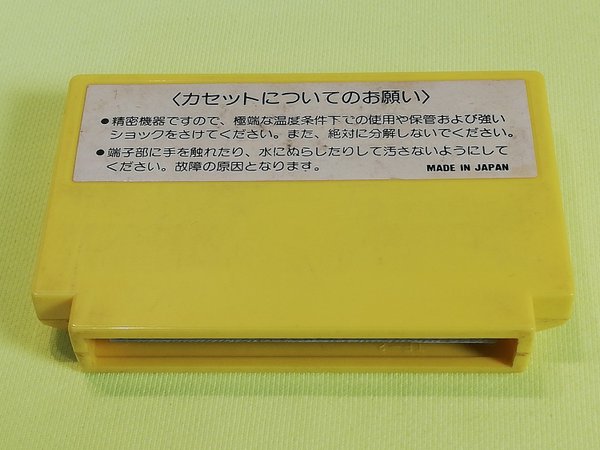 〈カセットについてのお願い〉
●精密機器ですので、極端な温度条件下での使用や保管および強い
ショックをさけてください。また、絶対に分解しないでください。
●端子部に手を触れたり、水にぬらしたりして汚さないようにして
ください。故障の原因となります。
MADE IN JAPAN